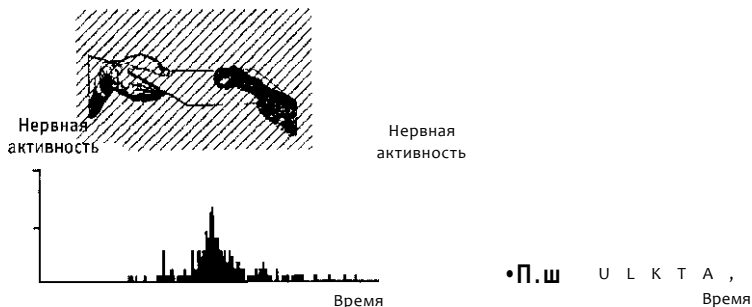 Нервная
активность
Нервная
активность
•П.ш U L K T A ,
Время
Время